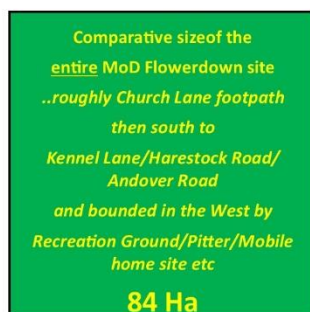 Comparative sizeof the
entire MoD Flowerdown site
..roughly Church Lane footpath
then south to
Kennel Lane/Harestock Road/
Andover Road
and bounded in the West by
Recreation Ground/Pitter/Mobile
home site etc
84 Ha